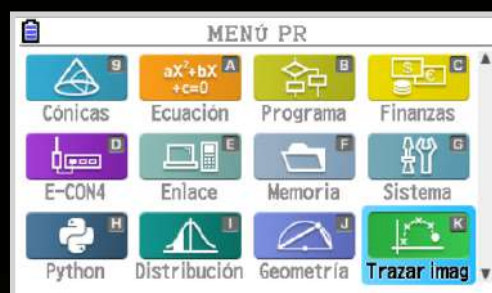 MENÚ PR
9 A B C
aX²+bX
+c=0
S €
Cónicas Ecuación Programa Finanzas
D E F G
E-CON4 Enlace Memoria Sistema
H I J K
Python Distribución Geometría Trazar imag